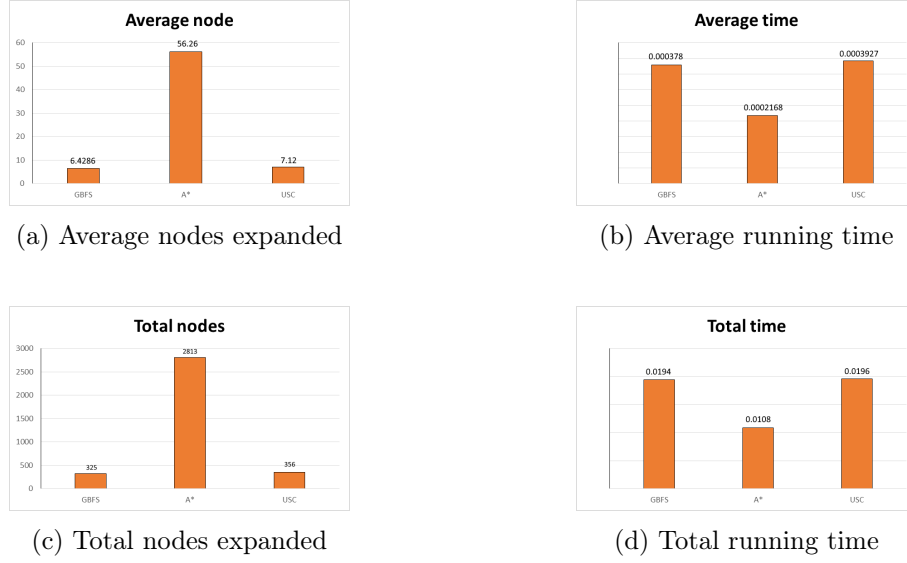 Average node
60
50
40
30
20
10
0
6.4286
56.26
7.12
GBFS A* USC
(a) Average nodes expanded
Average time
0.000378
0.0002168
0.0003927
GBFS A* USC
(b) Average running time
Total nodes
3000
2500
2000
1500
1000
500
0
325
2813
356
GBFS A* USC
(c) Total nodes expanded
Total time
0.0194
0.0108
0.0196
GBFS A* USC
(d) Total running time